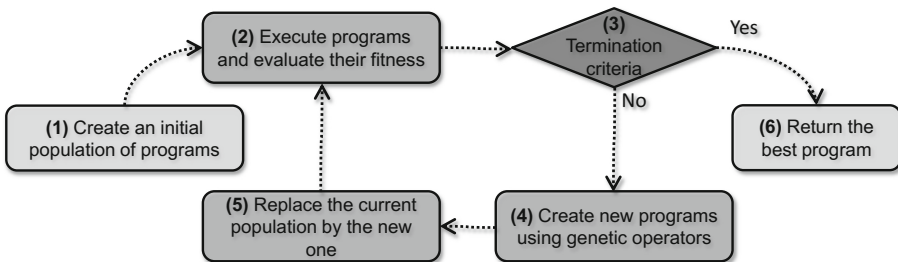 (1) Create an initial
population of programs
(2) Execute programs
and evaluate their fitness
(3)
Termination
criteria
Yes
No
(4) Create new programs
using genetic operators
(5) Replace the current
population by the new
one
(6) Return the
best program